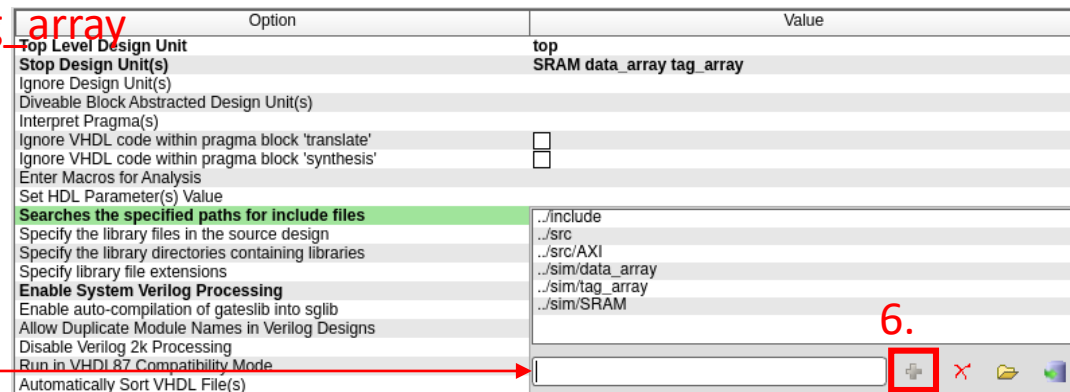 Option Value
g_array
Top Level Design Unit top
Stop Design Unit(s) SRAM data_array tag_array
Ignore Design Unit(s)
Diveable Block Abstracted Design Unit(s)
Interpret Pragma(s)
Ignore VHDL code within pragma block 'translate'
Ignore VHDL code within pragma block 'synthesis'
Enter Macros for Analysis
Set HDL Parameter(s) Value
Searches the specified paths for include files ../include
Specify the library files in the source design ../src
Specify the library directories containing libraries ../src/AXI
Specify library file extensions ../sim/data_array
Enable System Verilog Processing ../sim/tag_array
Enable auto-compilation of gateslib into sglib ../sim/SRAM
Allow Duplicate Module Names in Verilog Designs
6.
Disable Verilog 2k Processing
Run in VHDL87 Compatibility Mode
Automatically Sort VHDL File(s)